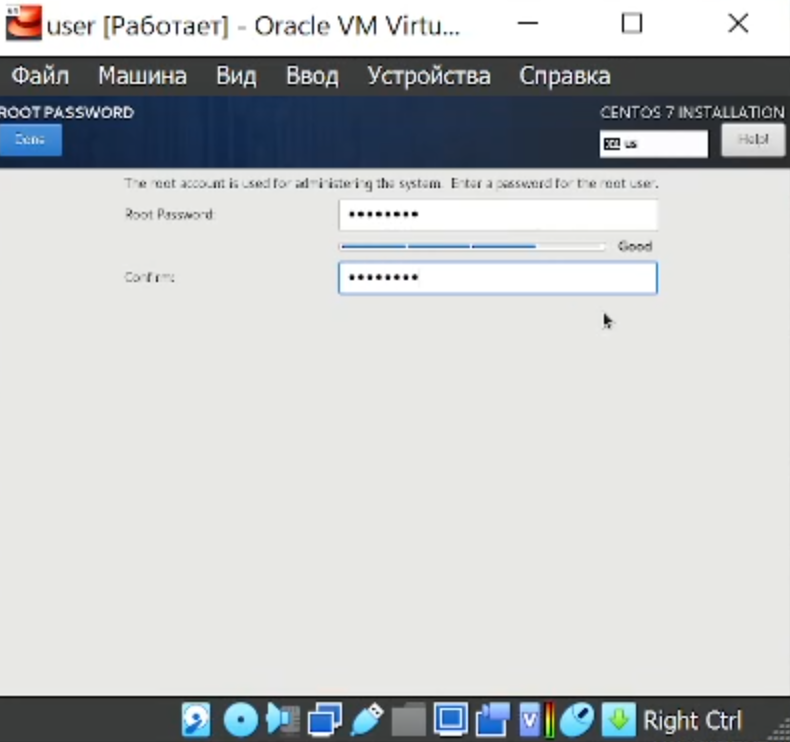 user [Работает] - Oracle VM Virtu...
Файл Машина Вид Ввод Устройства Справка
ROOT PASSWORD
CENTOS 7 INSTALLATION
Done
us
Help!
The root account is used for administering the system. Enter a password for the root user.
Root Password:
••••••••
Good
Confirm:
••••••••
V
Right Ctrl